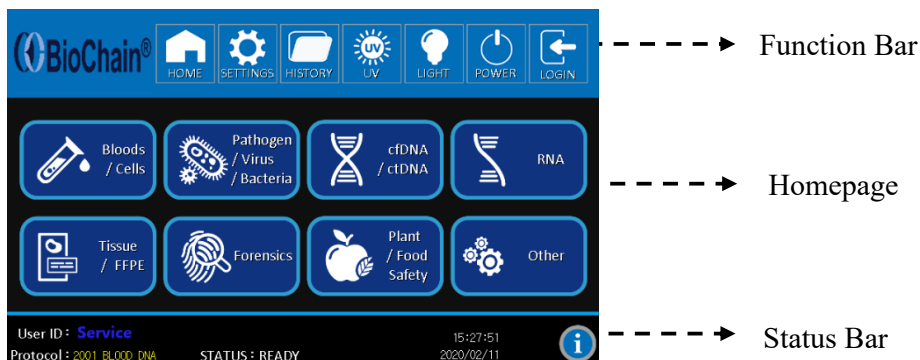 BioChain®
HOME
SETTINGS
HISTORY
UV
UV
LIGHT
POWER
LOGIN
Function Bar
Bloods
/ Cells
Pathogen
/ Virus
/ Bacteria
cfDNA
/ ctDNA
RNA
Homepage
Tissue
/ FFPE
Forensics
Plant
/ Food
Safety
Other
User ID: Service
15:27:51
Status Bar
Protocol: 2001 BLOOD DNA
STATUS: READY
2020/02/11